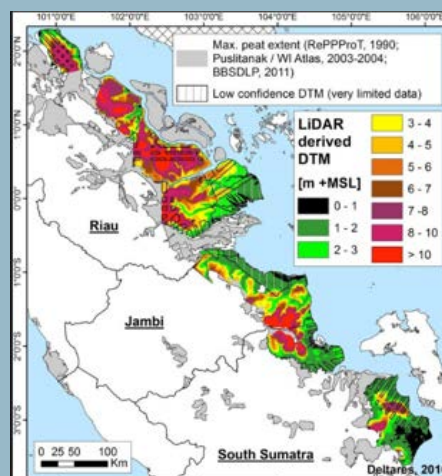 101°0'0"E 102°0'0"E 103°0'0"E 104°0'0"E 105°0'0"E
2°0'0"N
1°0'0"N
0°0'0"
1°0'0"S
2°0'0"S
3°0'0"S
Max. peat extent (RePPProT, 1990;
Puslitanak / WI Atlas, 2003-2004;
BBSDLP, 2011)
Low confidence DTM (very limited data)
LiDAR
derived
DTM
[m +MSL]
0 - 1
1 - 2
2 - 3
3 - 4
4 - 5
5 - 6
6 - 7
7 - 8
8 - 10
> 10
Riau
Jambi
South Sumatra
0 25 50 100
Km
Deltares, 201